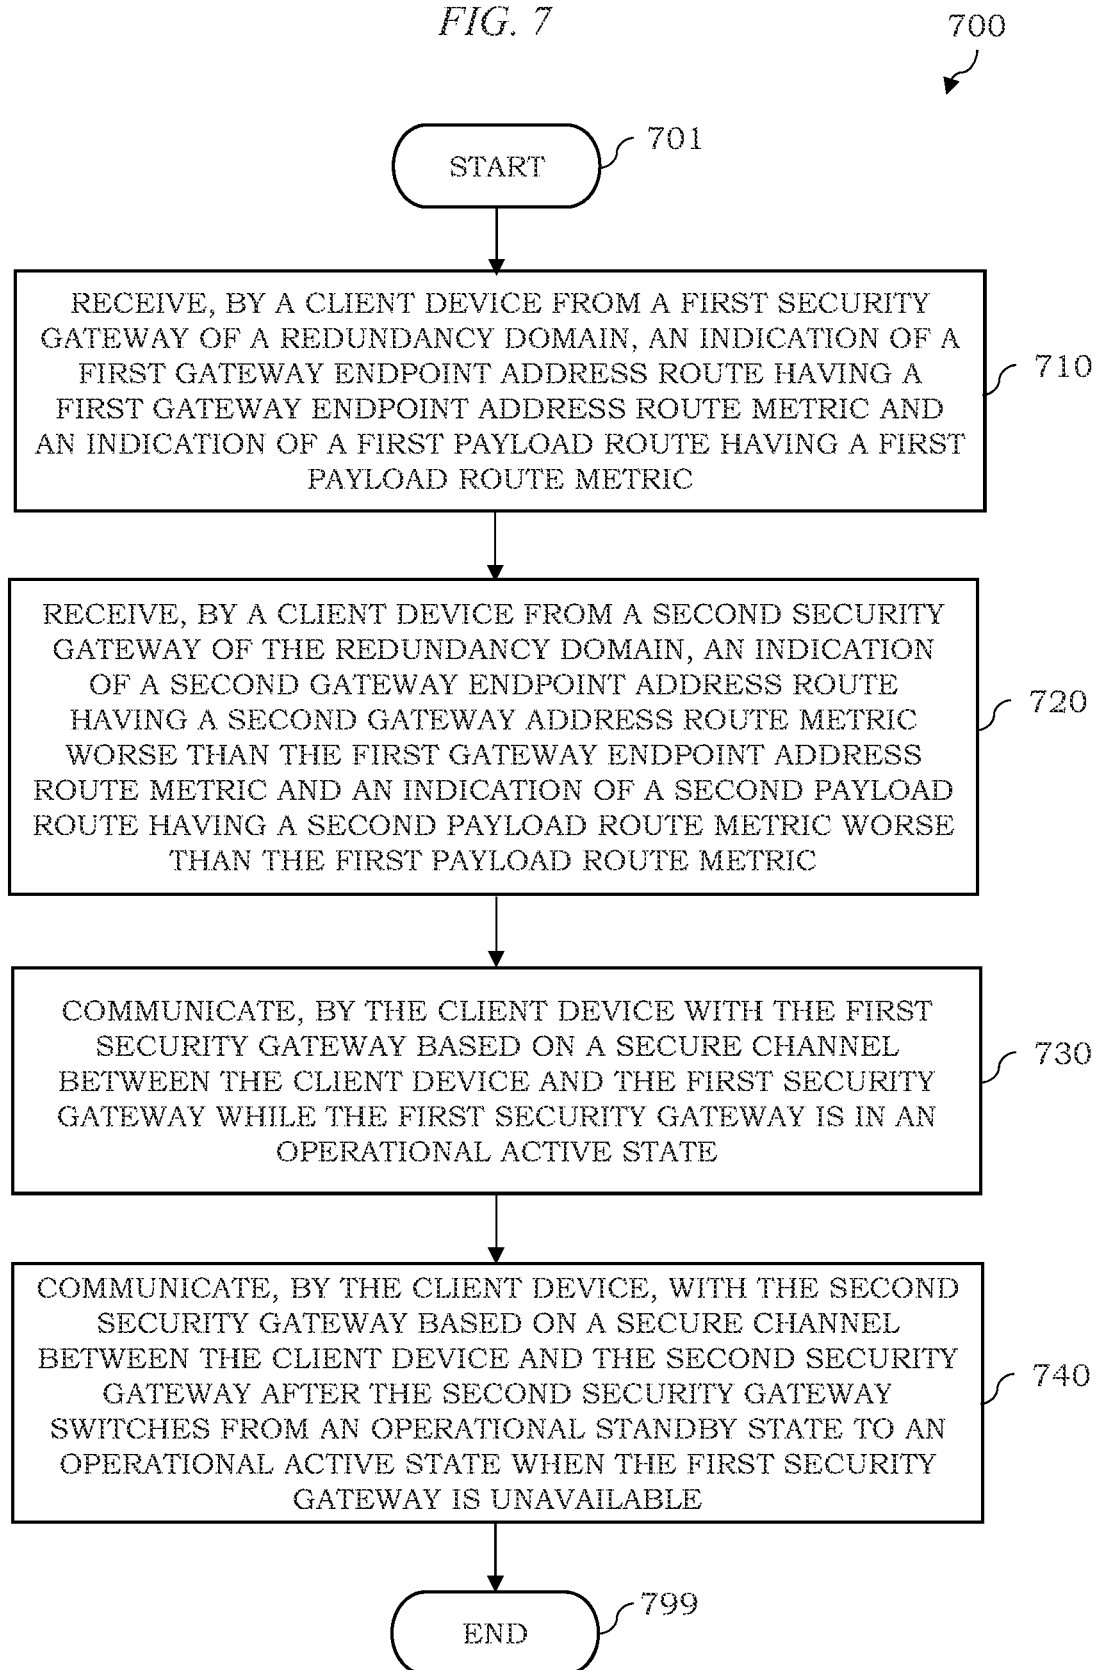 FIG. 7
700
START
701
RECEIVE, BY A CLIENT DEVICE FROM A FIRST SECURITY
GATEWAY OF A REDUNDANCY DOMAIN, AN INDICATION OF A
FIRST GATEWAY ENDPOINT ADDRESS ROUTE HAVING A
FIRST GATEWAY ENDPOINT ADDRESS ROUTE METRIC AND
AN INDICATION OF A FIRST PAYLOAD ROUTE HAVING A FIRST
PAYLOAD ROUTE METRIC
710
RECEIVE, BY A CLIENT DEVICE FROM A SECOND SECURITY
GATEWAY OF THE REDUNDANCY DOMAIN, AN INDICATION
OF A SECOND GATEWAY ENDPOINT ADDRESS ROUTE
HAVING A SECOND GATEWAY ADDRESS ROUTE METRIC
WORSE THAN THE FIRST GATEWAY ENDPOINT ADDRESS
ROUTE METRIC AND AN INDICATION OF A SECOND PAYLOAD
ROUTE HAVING A SECOND PAYLOAD ROUTE METRIC WORSE
THAN THE FIRST PAYLOAD ROUTE METRIC
720
COMMUNICATE, BY THE CLIENT DEVICE WITH THE FIRST
SECURITY GATEWAY BASED ON A SECURE CHANNEL
BETWEEN THE CLIENT DEVICE AND THE FIRST SECURITY
GATEWAY WHILE THE FIRST SECURITY GATEWAY IS IN AN
OPERATIONAL ACTIVE STATE
730
COMMUNICATE, BY THE CLIENT DEVICE, WITH THE SECOND
SECURITY GATEWAY BASED ON A SECURE CHANNEL
BETWEEN THE CLIENT DEVICE AND THE SECOND SECURITY
GATEWAY AFTER THE SECOND SECURITY GATEWAY
SWITCHES FROM AN OPERATIONAL STANDBY STATE TO AN
OPERATIONAL ACTIVE STATE WHEN THE FIRST SECURITY
GATEWAY IS UNAVAILABLE
740
END
799